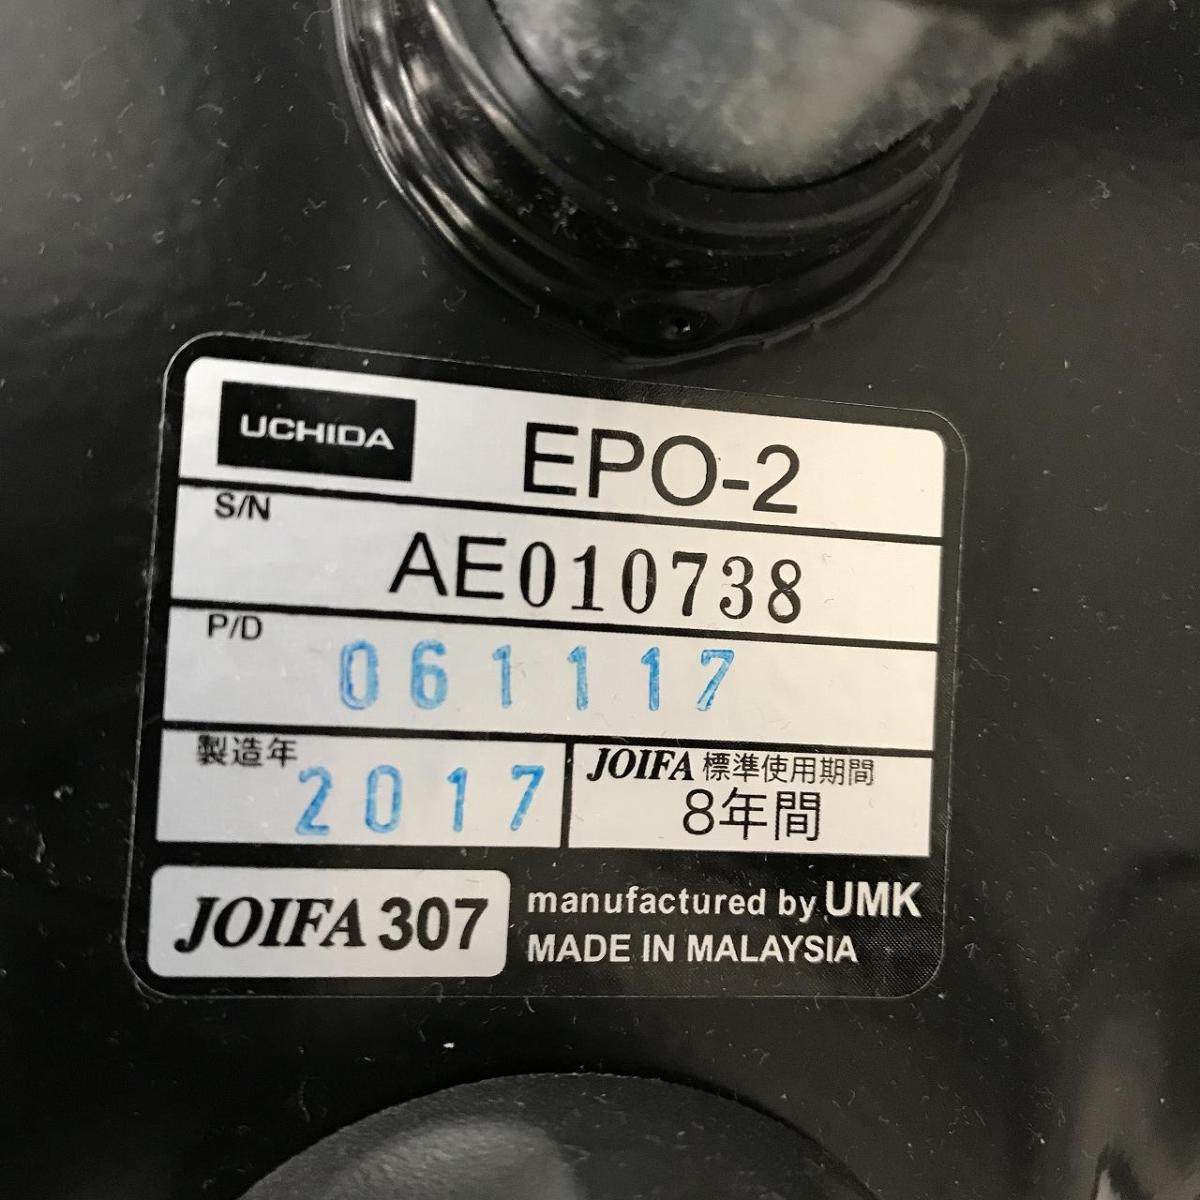 UCHIDA EPO-2
S/N
AE010738
P/D
061117
製造年
2017
JOIFA 標準使用期間
8年間
JOIFA 307
manufactured by UMK
MADE IN MALAYSIA